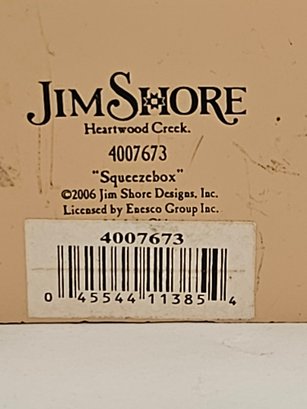 JIM SHORE
Heartwood Creek.
4007673
"Squeezebox"
©2006 Jim Shore Designs, Inc.
Licensed by Enesco Group Inc.
4007673
0 45544 11385 4